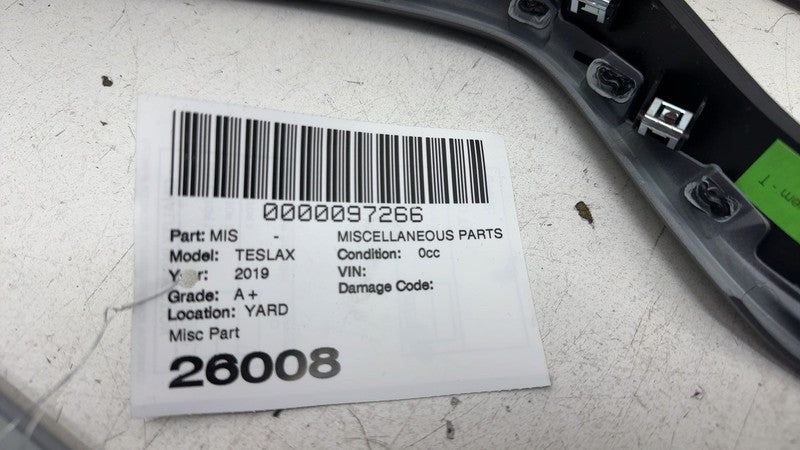 0000097266
Part: MIS - MISCELLANEOUS PARTS
Model: TESLAX Condition: 0cc
Year: 2019 VIN:
Grade: A+ Damage Code:
Location: YARD
Misc Part
26008